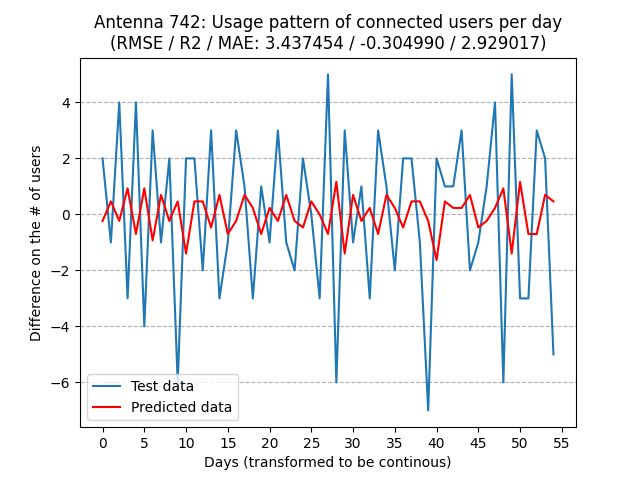 Antenna 742: Usage pattern of connected users per day
(RMSE / R2 / MAE: 3.437454 / -0.304990 / 2.929017)
Difference on the # of users
4
2
0
−2
−4
−6
Test data
Predicted data
0 5 10 15 20 25 30 35 40 45 50 55
Days (transformed to be continous)